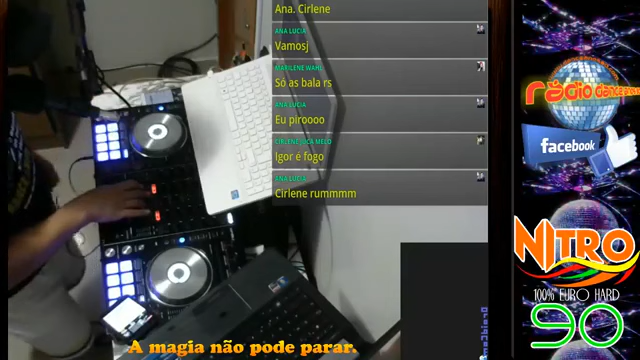 Ana. Cirlene
ANA LUCIA
Vamosj
MARILENE WAHL
Só as bala rs
ANA LUCIA
Eu piroooo
Igor é fogo
ANA LUCIA
Cirlene rummmm
rádio
facebook
NITRO
100% EURO HARD
90
A magia não pode parar.